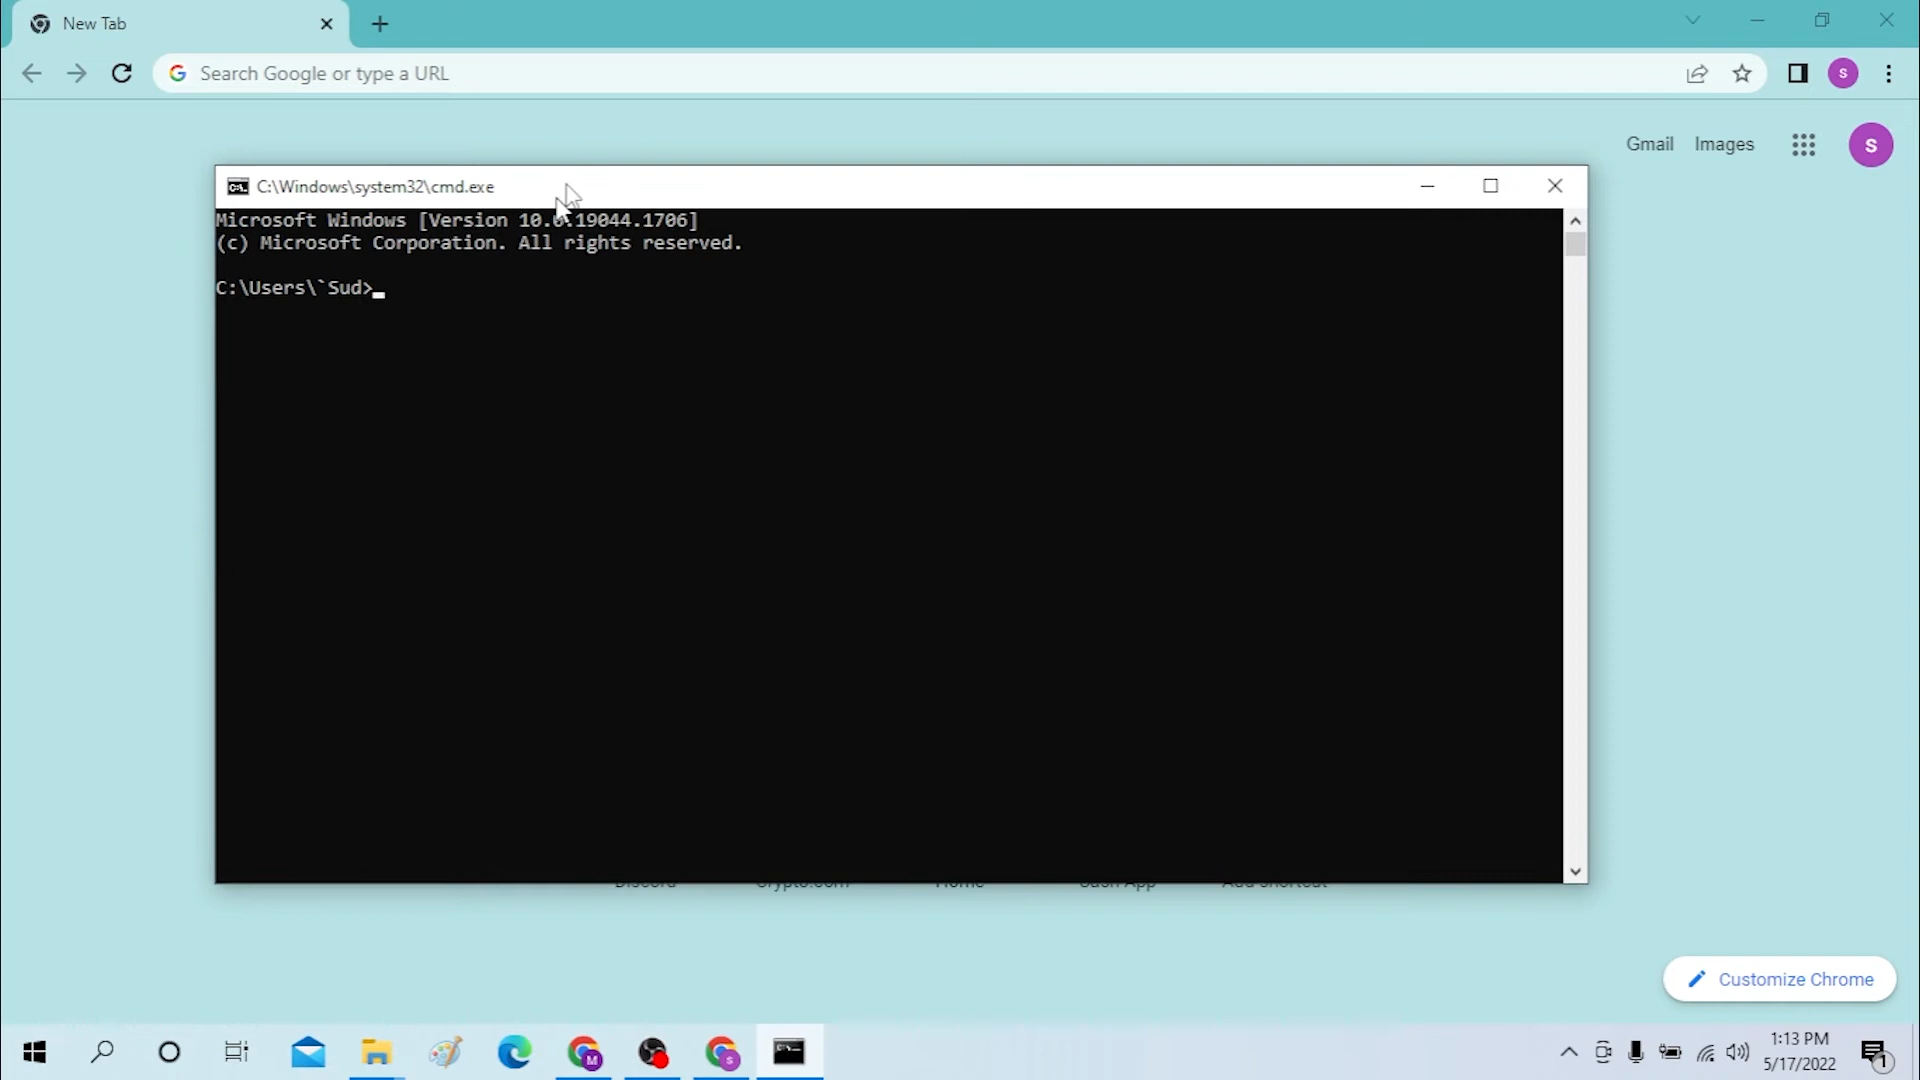 New Tab
Search Google or type a URL
S
Gmail Images
S
C:\Windows\system32\cmd.exe
Microsoft Windows [Version 10.0.19044.1706]
(c) Microsoft Corporation. All rights reserved.
C:\Users\`Sud>
Discord Crypto.com Home Cash App Add shortcut
Customize Chrome
M
S
1:13 PM
5/17/2022
1